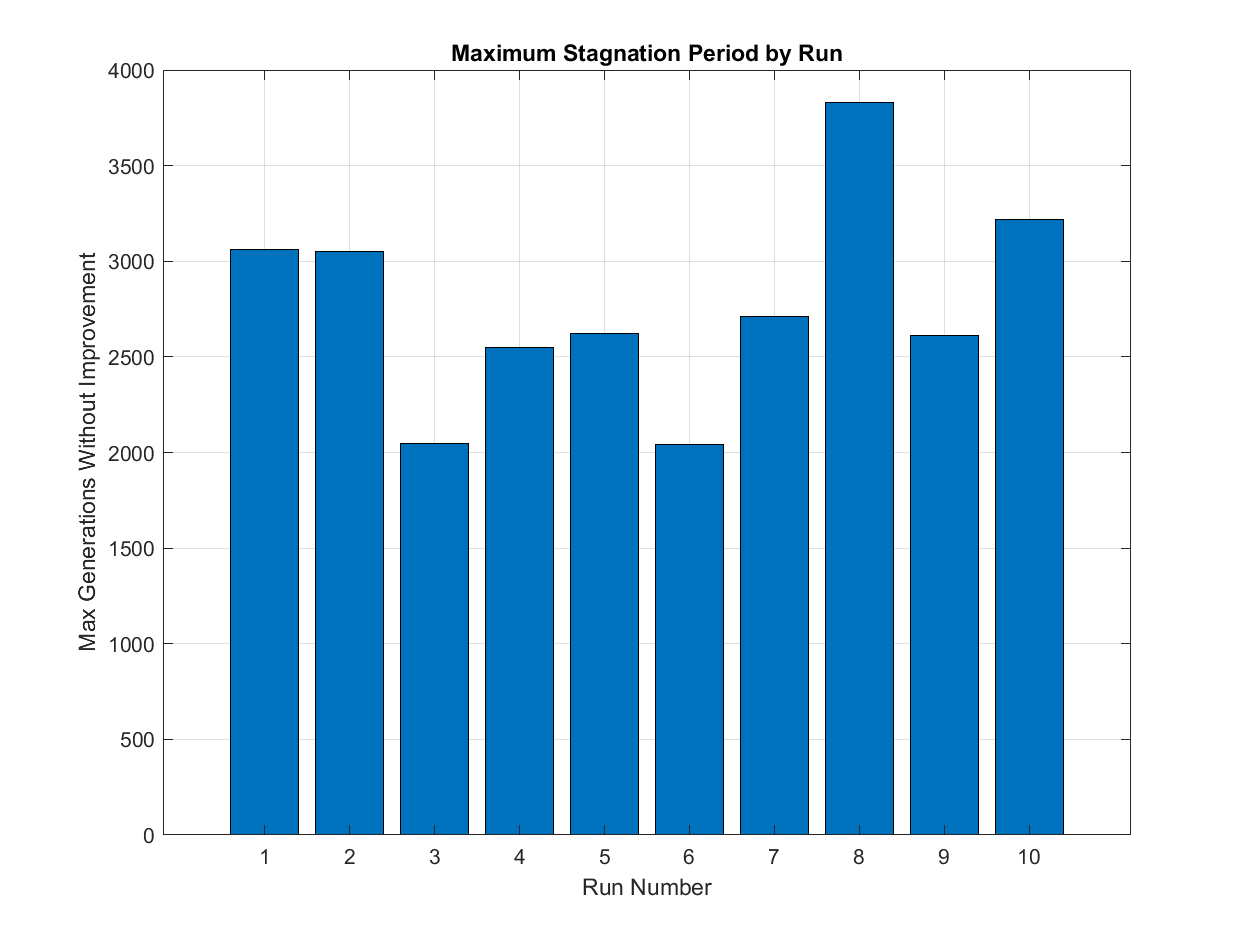 Maximum Stagnation Period by Run
4000
3500
3000
2500
2000
1500
1000
500
0
Max Generations Without Improvement
1 2 3 4 5 6 7 8 9 10
Run Number